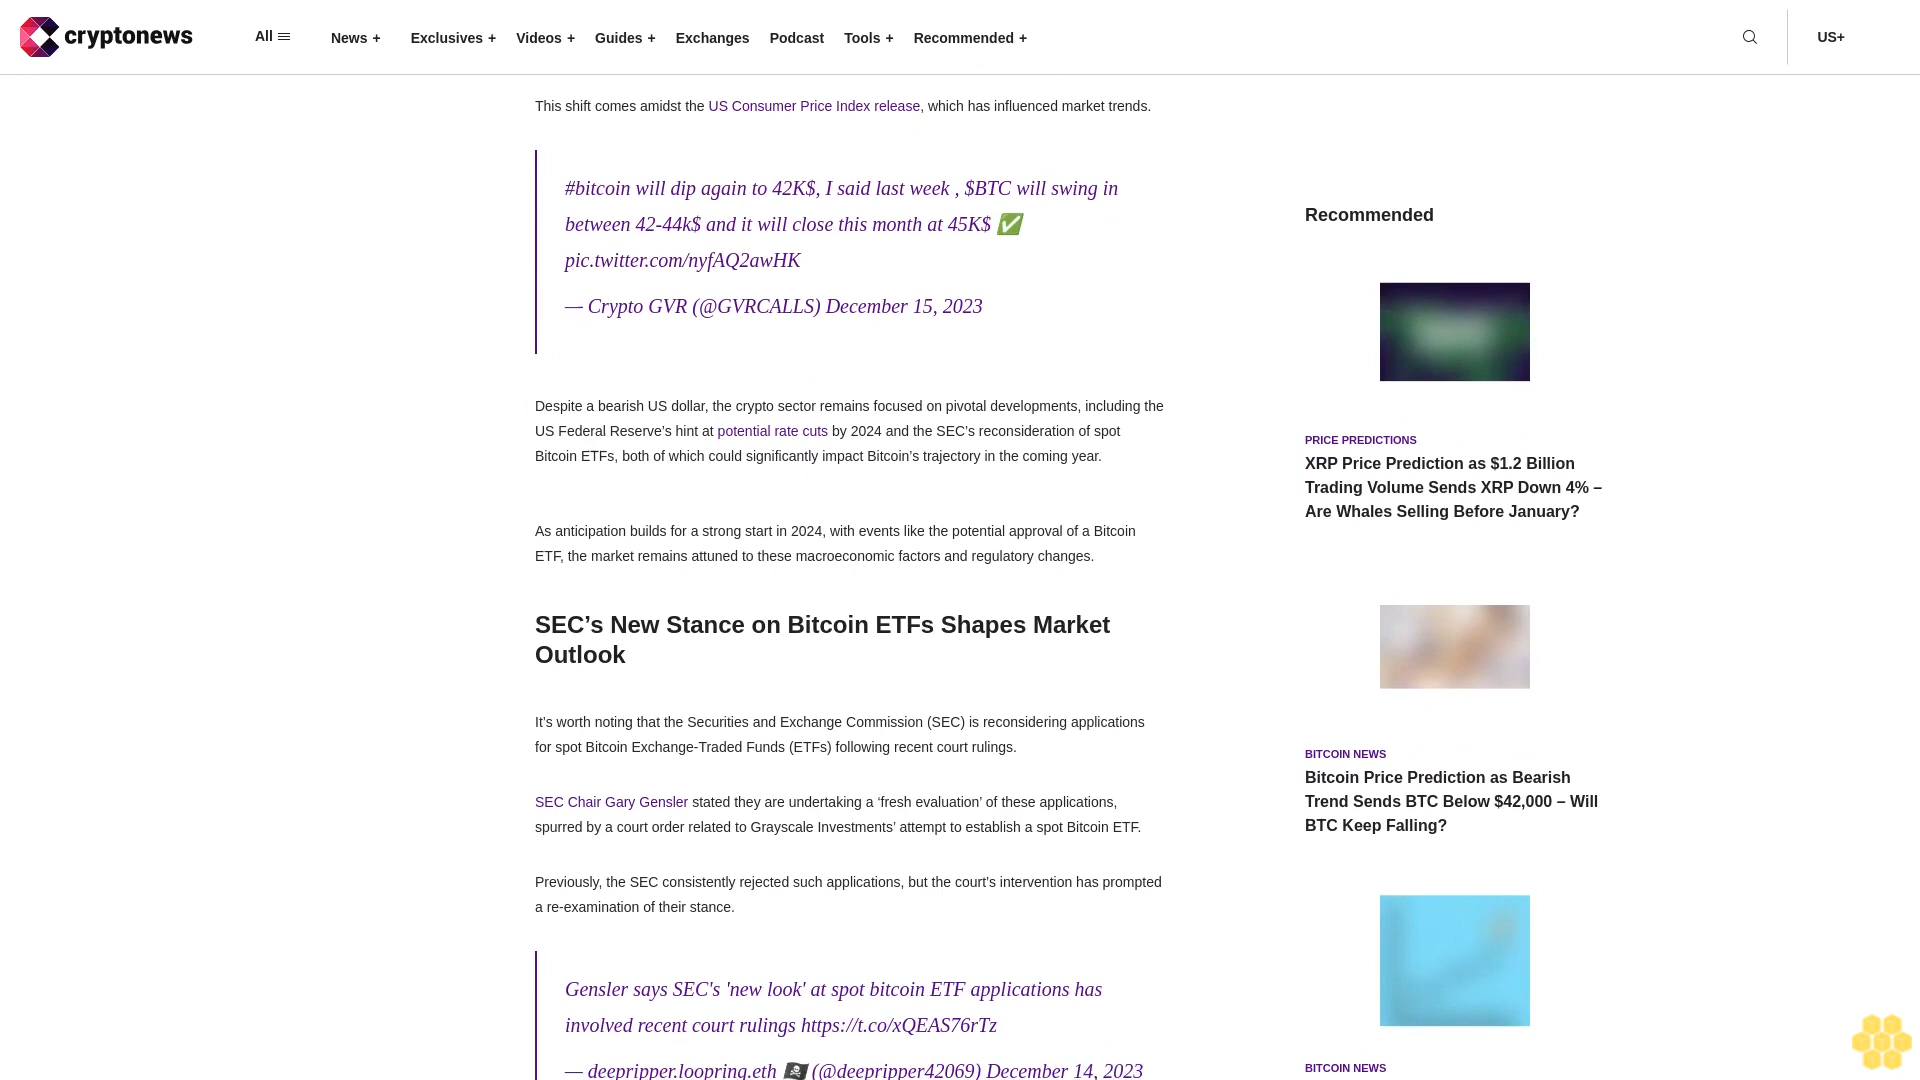 cryptonews
All
News +
Exclusives +
Videos +
Guides +
Exchanges
Podcast
Tools +
Recommended +
US+
This shift comes amidst the US Consumer Price Index release, which has influenced market trends.
#bitcoin will dip again to 42K$, I said last week , $BTC will swing in
between 42-44k$ and it will close this month at 45K$ ✅
pic.twitter.com/nyfAQ2awHK
— Crypto GVR (@GVRCALLS) December 15, 2023
Despite a bearish US dollar, the crypto sector remains focused on pivotal developments, including the
US Federal Reserve’s hint at potential rate cuts by 2024 and the SEC’s reconsideration of spot
Bitcoin ETFs, both of which could significantly impact Bitcoin’s trajectory in the coming year.
As anticipation builds for a strong start in 2024, with events like the potential approval of a Bitcoin
ETF, the market remains attuned to these macroeconomic factors and regulatory changes.
SEC’s New Stance on Bitcoin ETFs Shapes Market
Outlook
It’s worth noting that the Securities and Exchange Commission (SEC) is reconsidering applications
for spot Bitcoin Exchange-Traded Funds (ETFs) following recent court rulings.
SEC Chair Gary Gensler stated they are undertaking a ‘fresh evaluation’ of these applications,
spurred by a court order related to Grayscale Investments’ attempt to establish a spot Bitcoin ETF.
Previously, the SEC consistently rejected such applications, but the court’s intervention has prompted
a re-examination of their stance.
Gensler says SEC's 'new look' at spot bitcoin ETF applications has
involved recent court rulings https://t.co/xQEAS76rTz
— deepripper.loopring.eth 🏴‍☠️ (@deepripper42069) December 14, 2023
Recommended
PRICE PREDICTIONS
XRP Price Prediction as $1.2 Billion
Trading Volume Sends XRP Down 4% –
Are Whales Selling Before January?
BITCOIN NEWS
Bitcoin Price Prediction as Bearish
Trend Sends BTC Below $42,000 – Will
BTC Keep Falling?
BITCOIN NEWS